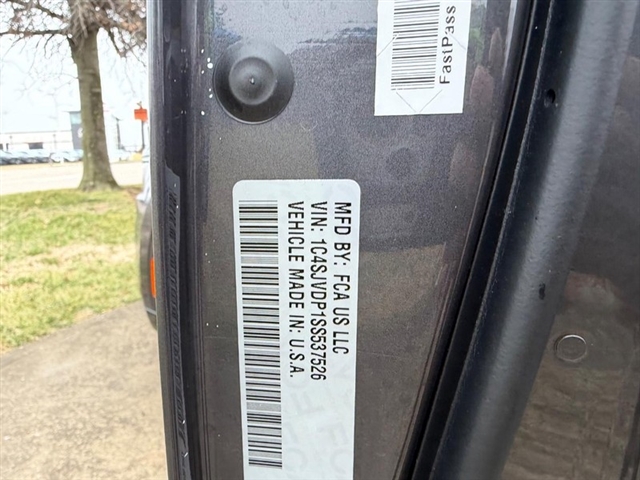 FastPass
MFD BY: FCA US LLC
VIN: 1C4SJVDP1SS537526
VEHICLE MADE IN: U.S.A.